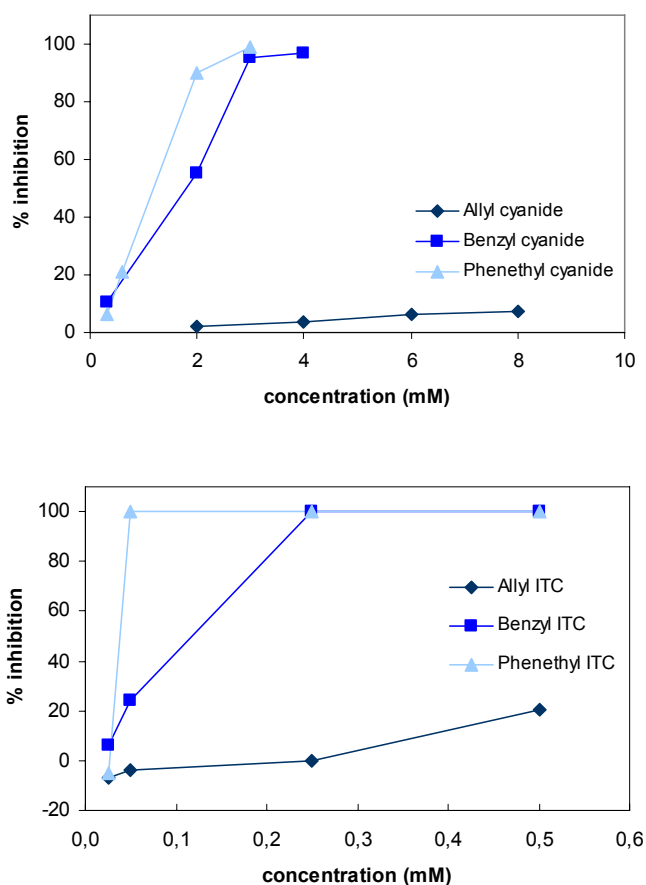 100
80
60
40
20
0
% inhibition
Allyl cyanide
Benzyl cyanide
Phenethyl cyanide
0 2 4 6 8 10
concentration (mM)
100
80
60
40
20
0
-20
% inhibition
Allyl ITC
Benzyl ITC
Phenethyl ITC
0,0 0,1 0,2 0,3 0,4 0,5 0,6
concentration (mM)